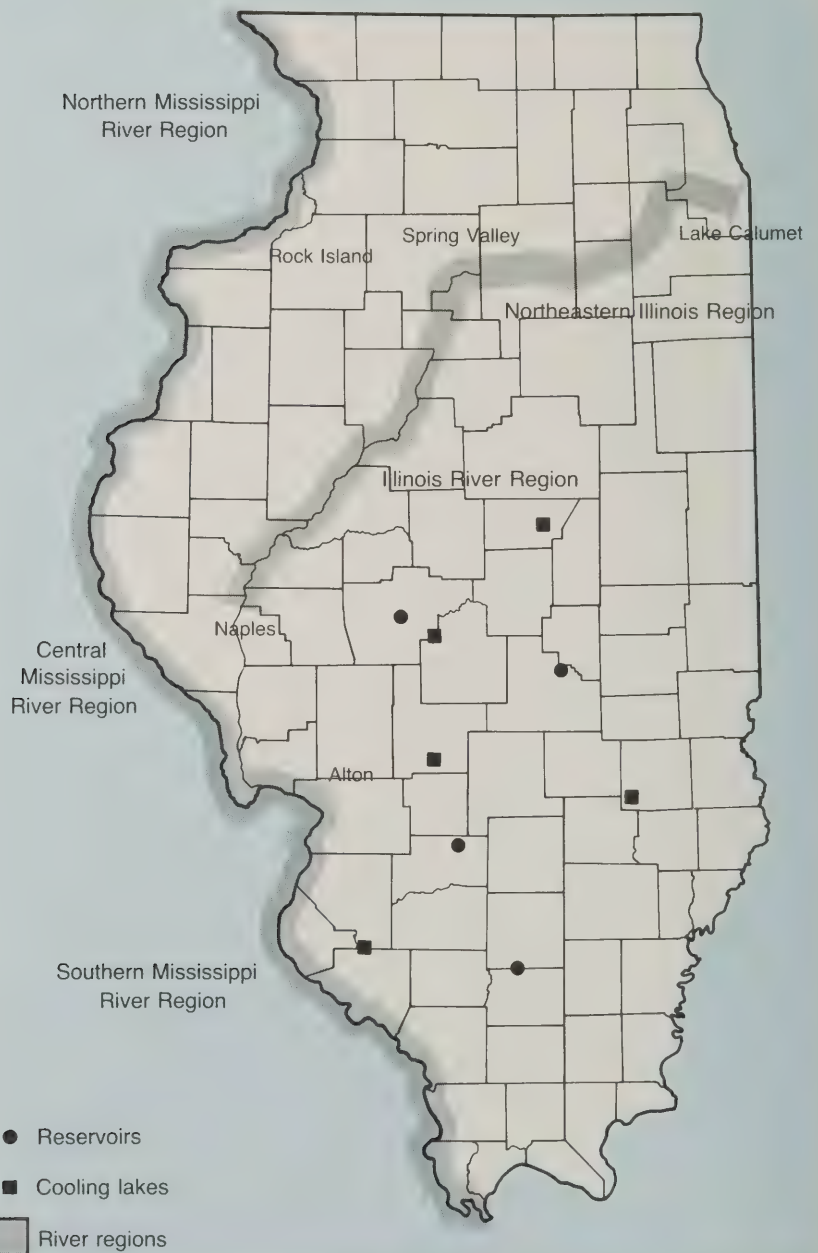 Northern Mississippi
River Region
Spring Valley
Lake Calumet
Rock Island
Northeastern Illinois Region
Illinois River Region
Naples
Central
Mississippi
River Region
Alton
Southern Mississippi
River Region
Reservoirs
Cooling lakes
River regions